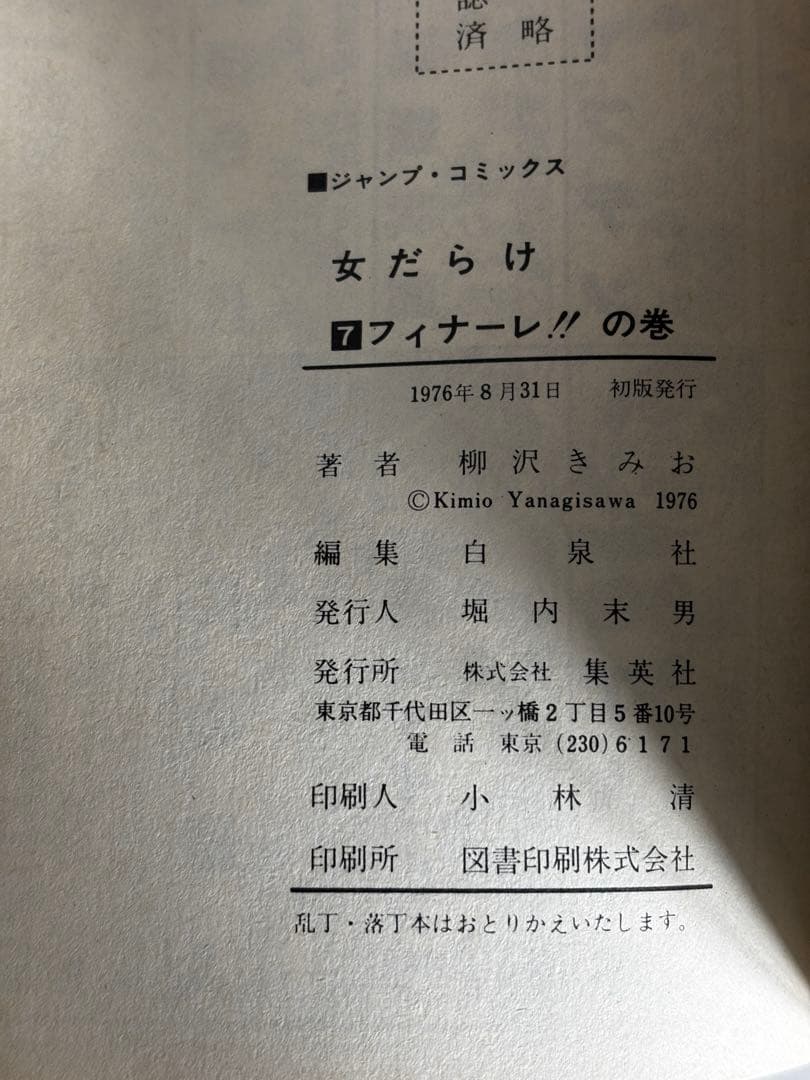 認
済略
■ジャンプ・コミックス
女だらけ
7フィナーレ!!の巻
1976年8月31日 初版発行
著者 柳沢きみお
©Kimio Yanagisawa 1976
編集 白泉社
発行人 堀内末男
発行所 株式会社 集英社
東京都千代田区一ッ橋2丁目5番10号
電話 東京(230)6171
印刷人 小林清
印刷所 図書印刷株式会社
乱丁・落丁本はおとりかえいたします。